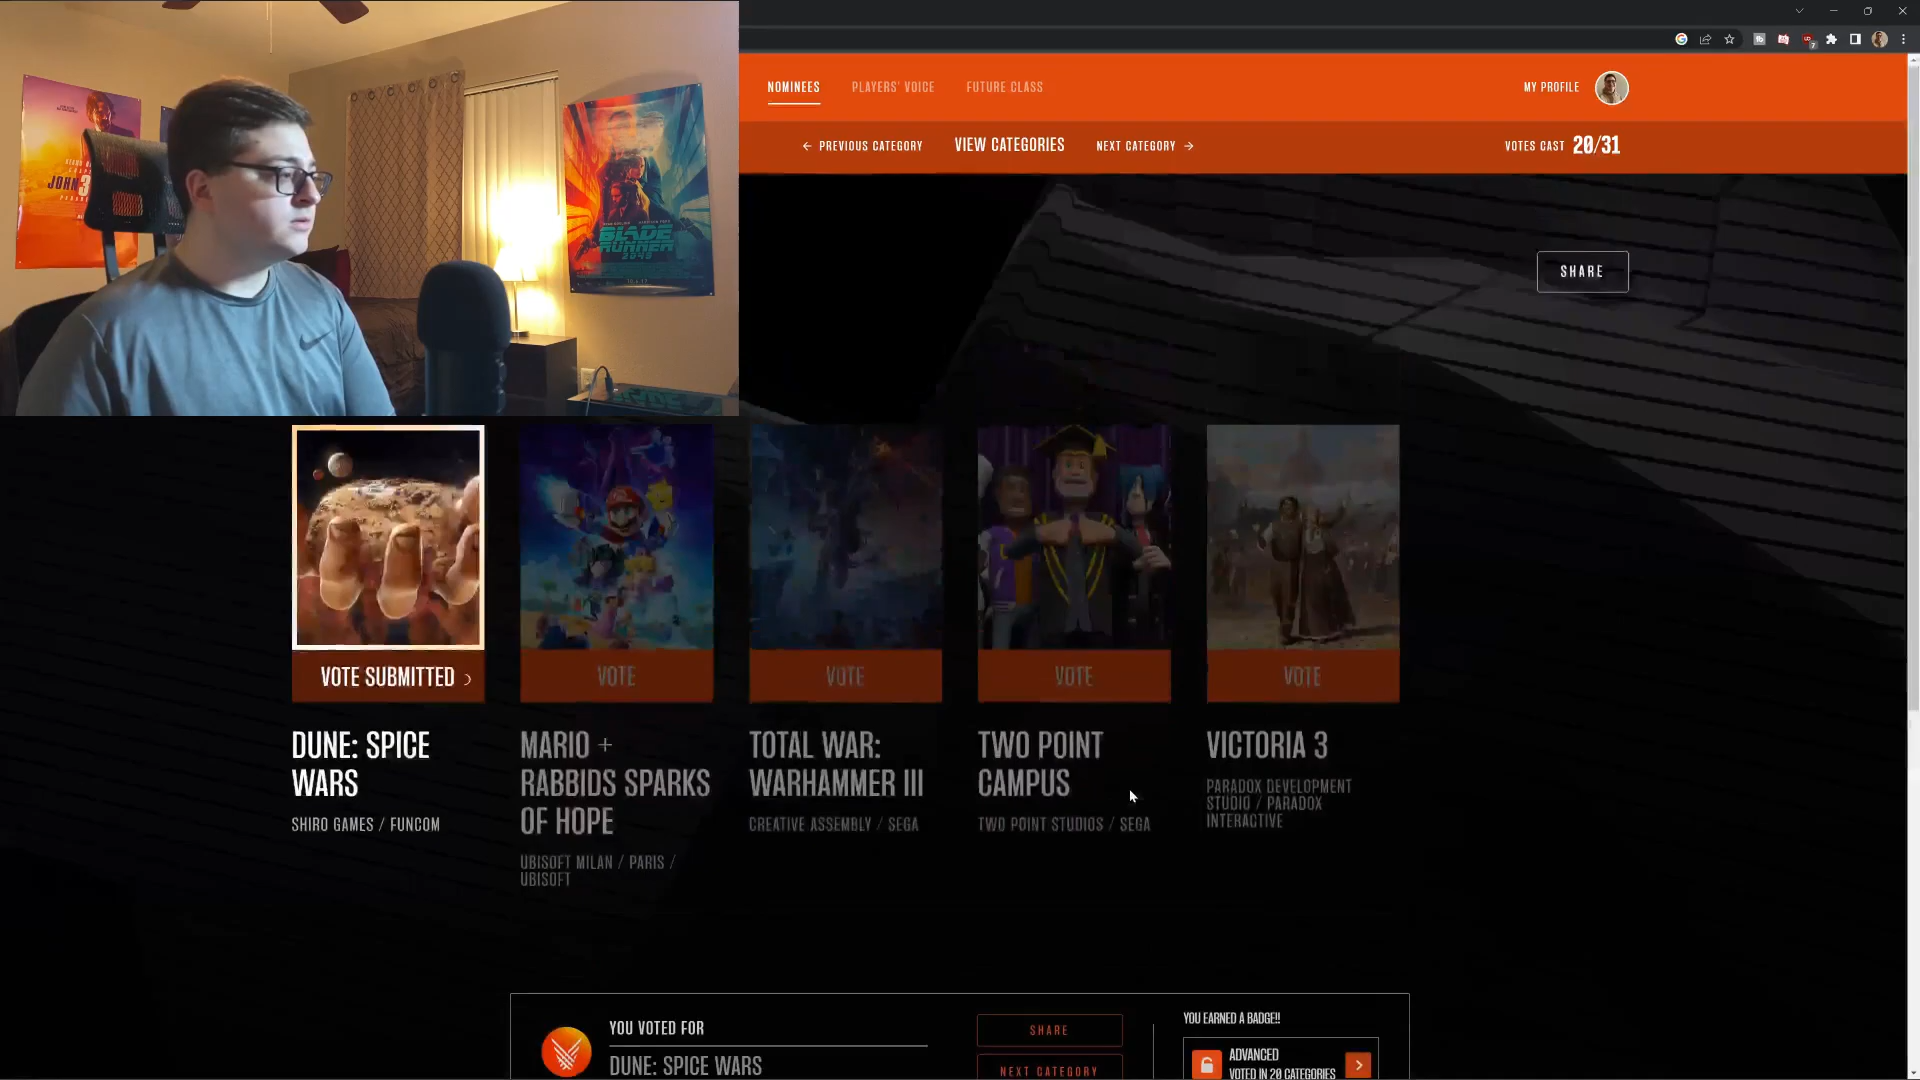 NOMINEES
PLAYERS' VOICE
FUTURE CLASS
MY PROFILE
← PREVIOUS CATEGORY
VIEW CATEGORIES
NEXT CATEGORY →
VOTES CAST 20/31
JOHN
BLADE
RUNNER
2049
SHARE
VOTE SUBMITTED
VOTE
VOTE
VOTE
VOTE
DUNE: SPICE
WARS
SHIRO GAMES / FUNCOM
MARIO +
RABBIDS SPARKS
OF HOPE
UBISOFT MILAN / PARIS /
UBISOFT
TOTAL WAR:
WARHAMMER III
CREATIVE ASSEMBLY / SEGA
TWO POINT
CAMPUS
TWO POINT STUDIOS / SEGA
VICTORIA 3
PARADOX DEVELOPMENT
STUDIO / PARADOX
INTERACTIVE
YOU VOTED FOR
DUNE: SPICE WARS
SHARE
NEXT CATEGORY
YOU EARNED A BADGE!!
ADVANCED
VOTED IN 20 CATEGORIES